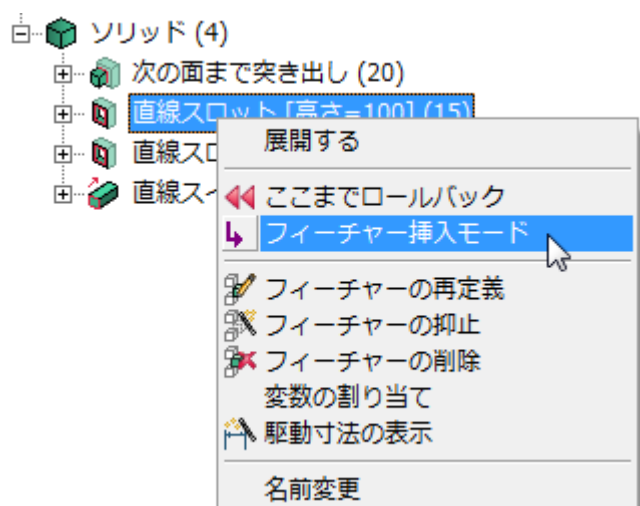 ソリッド (4)
次の面まで突き出し (20)
直線スロット [高さ=100] (15)
直線スロ
直線スイ
展開する
ここまでロールバック
フィーチャー挿入モード
フィーチャーの再定義
フィーチャーの抑止
フィーチャーの削除
変数の割り当て
駆動寸法の表示
名前変更